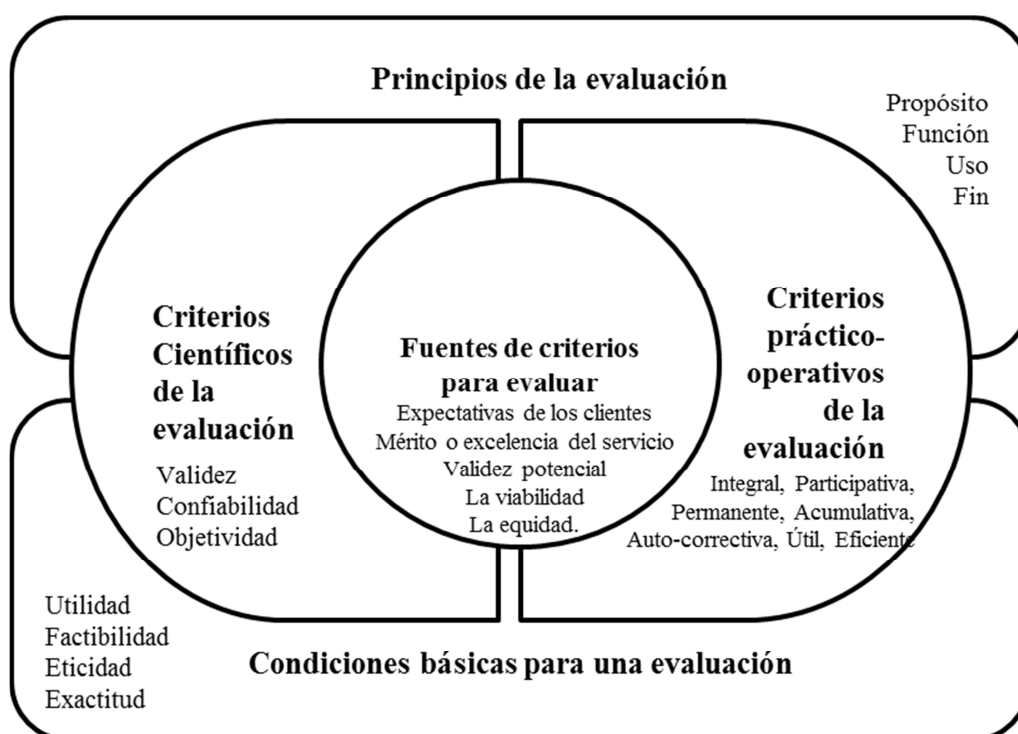 Principios de la evaluación
Propósito
Función
Uso
Fin
Criterios
Científicos
de la
evaluación
Validez
Confiabilidad
Objetividad
Fuentes de criterios
para evaluar
Expectativas de los clientes
Mérito o excelencia del servicio
Validez potencial
La viabilidad
La equidad.
Criterios
práctico-
operativos
de la
evaluación
Integral, Participativa,
Permanente, Acumulativa,
Auto-correctiva, Útil, Eficiente
Utilidad
Factibilidad
Eticidad
Exactitud
Condiciones básicas para una evaluación